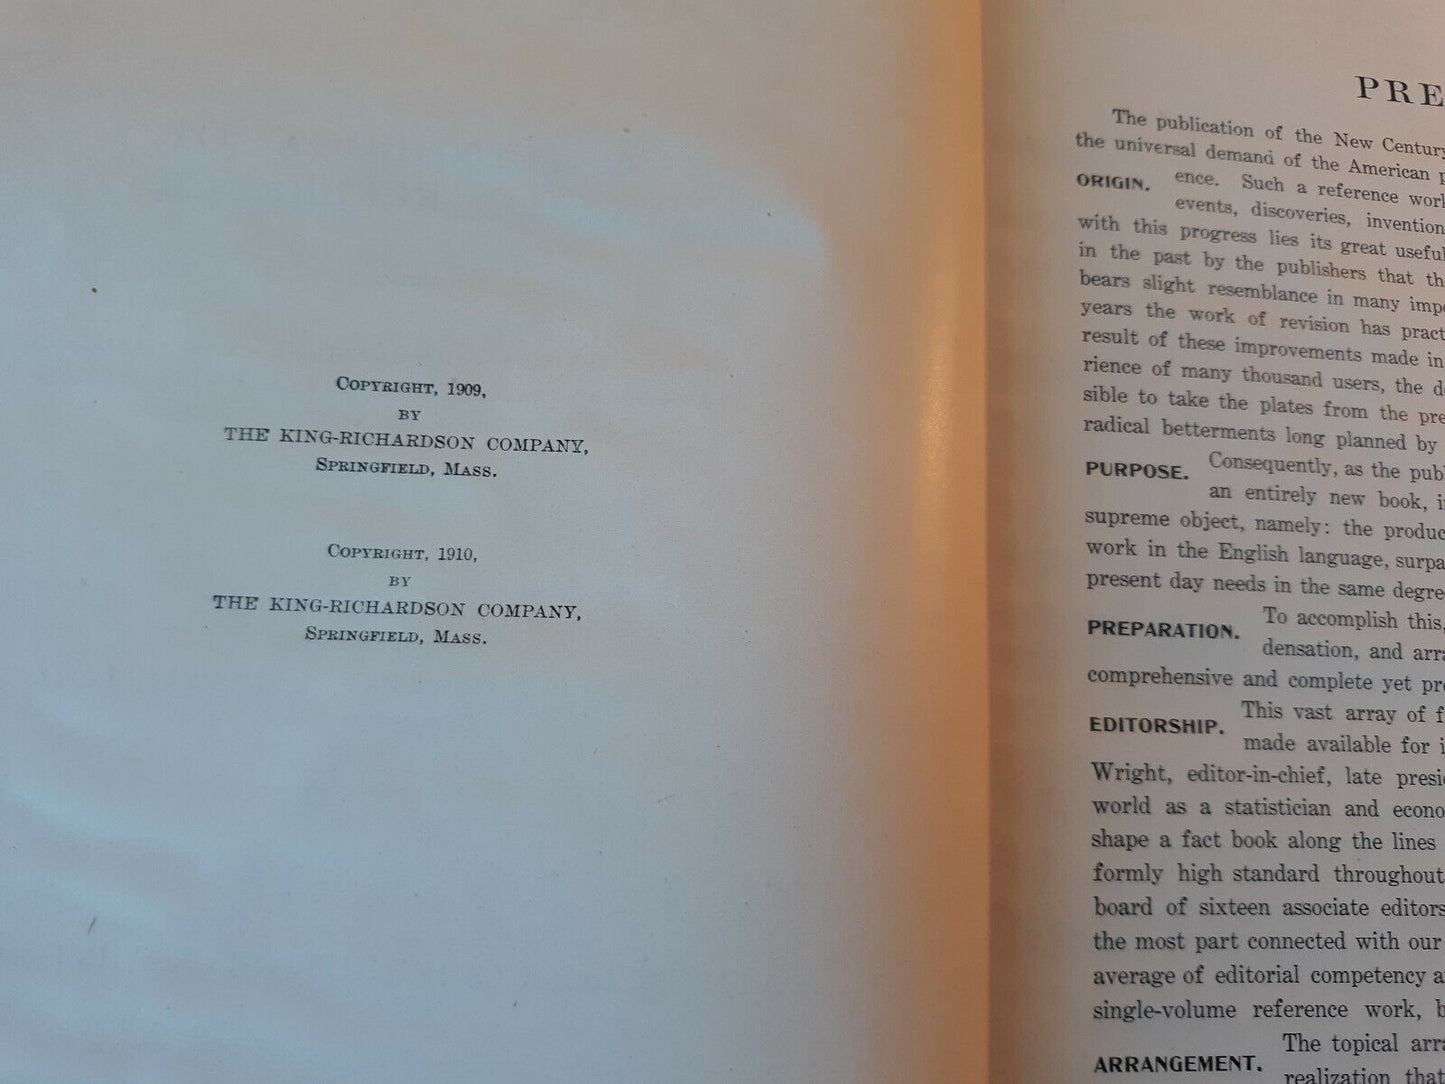 COPYRIGHT, 1909,
BY
THE KING-RICHARDSON COMPANY,
SPRINGFIELD, MASS.
COPYRIGHT, 1910,
BY
THE KING-RICHARDSON COMPANY,
SPRINGFIELD, MASS.
PRE
The publication of the New Century
the universal demand of the American p
ORIGIN. ence. Such a reference work
events, discoveries, invention
with this progress lies its great useful
in the past by the publishers that th
bears slight resemblance in many impo
years the work of revision has pract
result of these improvements made in
rience of many thousand users, the d
sible to take the plates from the pre
radical betterments long planned by
PURPOSE. Consequently, as the publ
an entirely new book, i
supreme object, namely: the produc
work in the English language, surpa
present day needs in the same degre
PREPARATION. To accomplish this,
densation, and arra
comprehensive and complete yet pre
EDITORSHIP. This vast array of f
made available for i
Wright, editor-in-chief, late presi
world as a statistician and econo
shape a fact book along the lines
formly high standard throughout
board of sixteen associate editors
the most part connected with our
average of editorial competency a
single-volume reference work, b
ARRANGEMENT. The topical arra
realization that